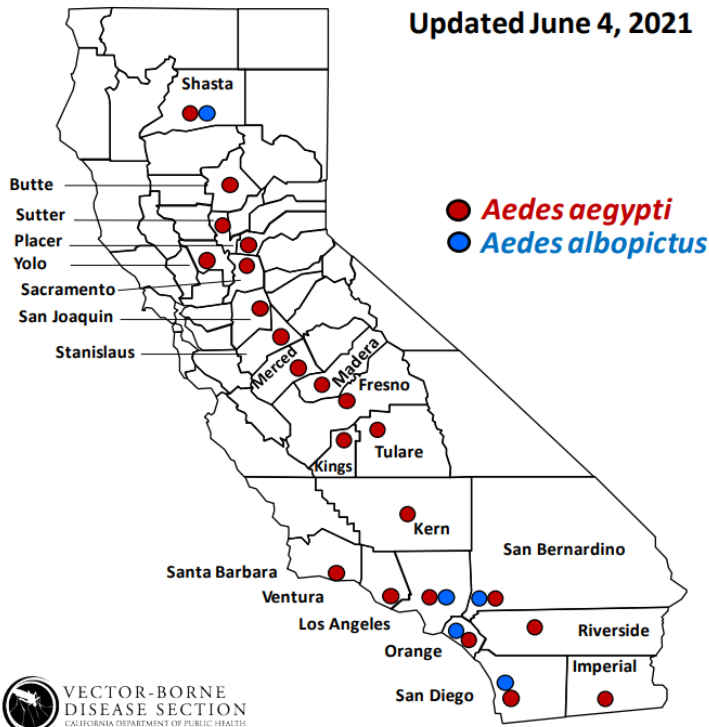 Updated June 4, 2021
Shasta
Butte
Sutter
Placer
Yolo
Sacramento
San Joaquin
Stanislaus
Aedes aegypti
Aedes albopictus
Merced
Madera
Fresno
Tulare
Kings
Kern
San Bernardino
Santa Barbara
Ventura
Los Angeles
Orange
Riverside
Imperial
San Diego
VECTOR-BORNE
DISEASE SECTION
CALIFORNIA DEPARTMENT OF PUBLIC HEALTH